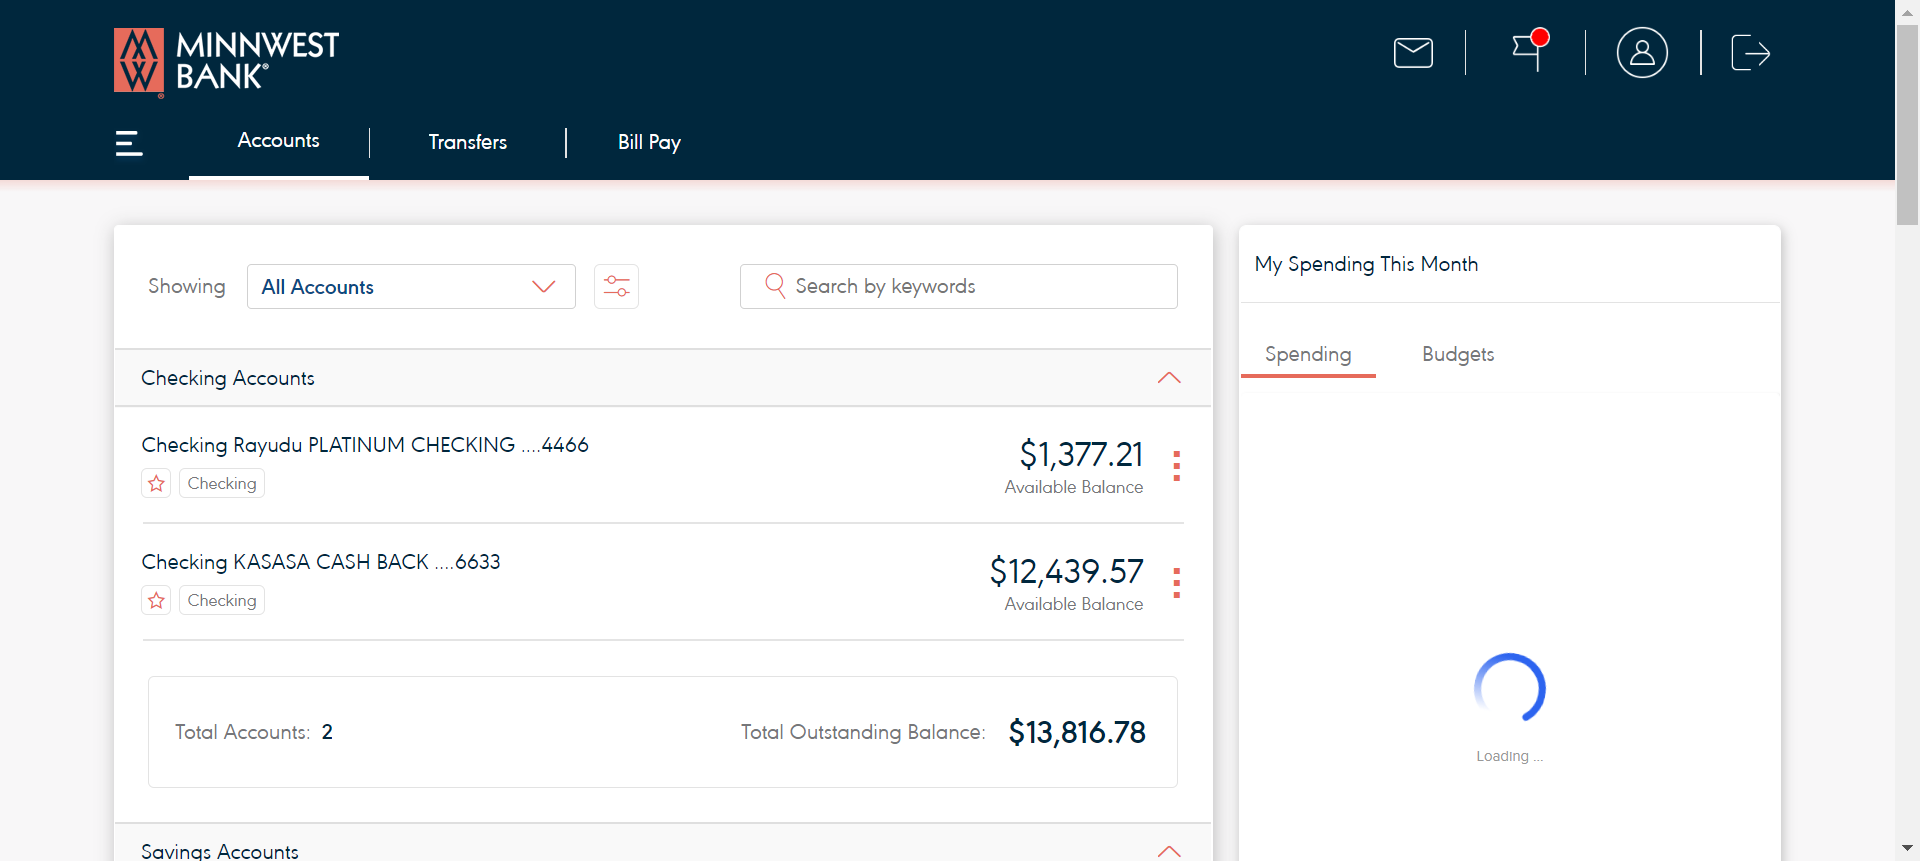 MINNWEST
BANK®
Accounts
Transfers
Bill Pay
Showing
All Accounts
Search by keywords
Checking Accounts
Checking Rayudu PLATINUM CHECKING ....4466
$1,377.21
Checking
Available Balance
Checking KASASA CASH BACK ....6633
$12,439.57
Checking
Available Balance
Total Accounts: 2
Total Outstanding Balance: $13,816.78
Savings Accounts
My Spending This Month
Spending
Budgets
Loading ...